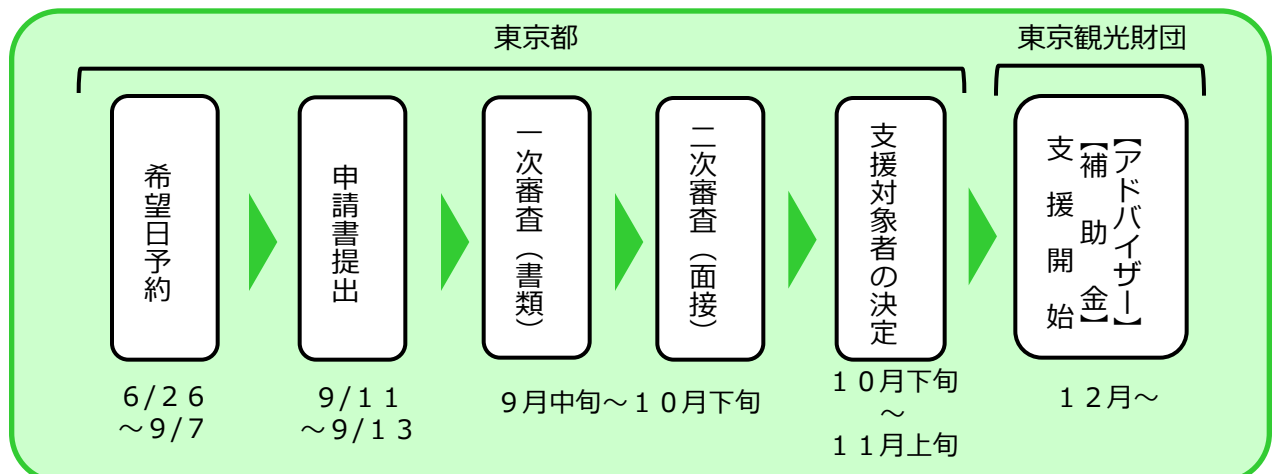 東京都
東京観光財団
希望日予約
申請書提出
一次審査（書類）
二次審査（面接）
支援対象者の決定
【アドバイザー】
【補助金】
支援開始
６/２６
～９/７
９/１１
～９/１３
９月中旬～１０月下旬
１０月下旬
～
１１月上旬
１２月～